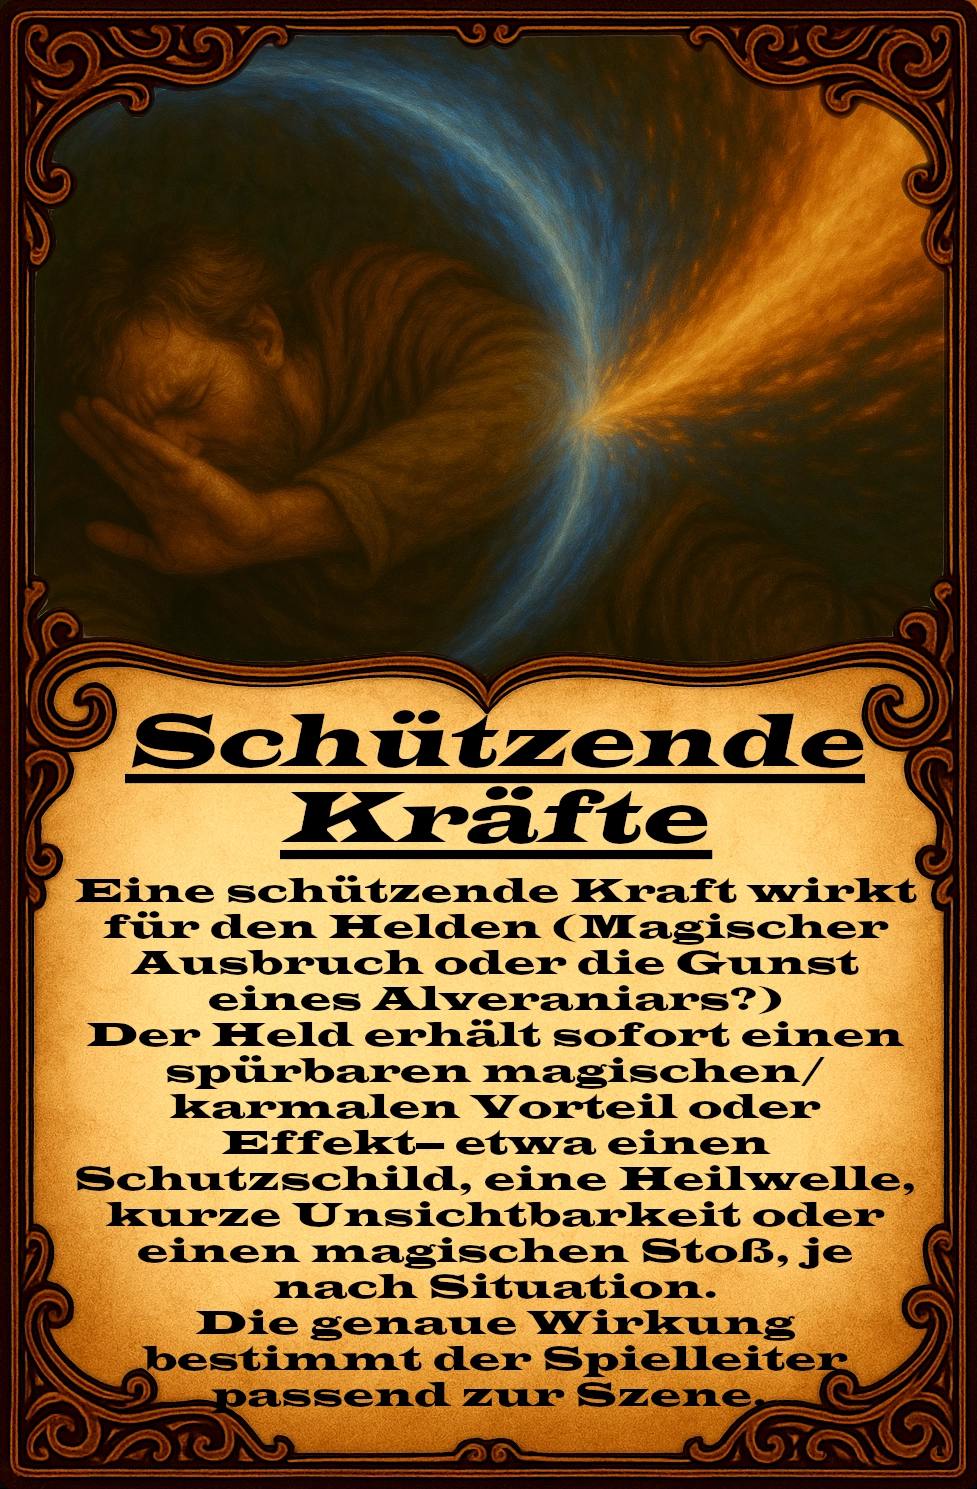 Schützende
Kräfte
Eine schützende Kraft wirkt
für den Helden (Magischer
Ausbruch oder die Gunst
eines Alveraniars?)
Der Held erhält sofort einen
spürbaren magischen/
karmalen Vorteil oder
Effekt– etwa einen
Schutzschild, eine Heilwelle,
kurze Unsichtbarkeit oder
einen magischen Stoß, je
nach Situation.
Die genaue Wirkung
bestimmt der Spielleiter
passend zur Szene.